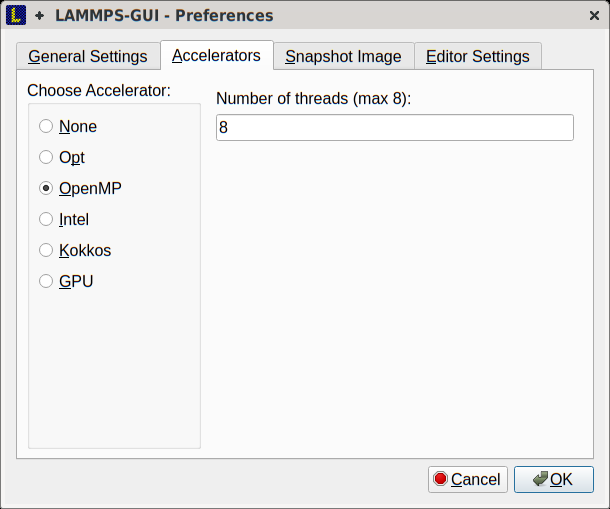 LAMMPS-GUI - Preferences
General Settings Accelerators Snapshot Image Editor Settings
Choose Accelerator:
None
Opt
OpenMP
Intel
Kokkos
GPU
Number of threads (max 8):
8
Cancel OK